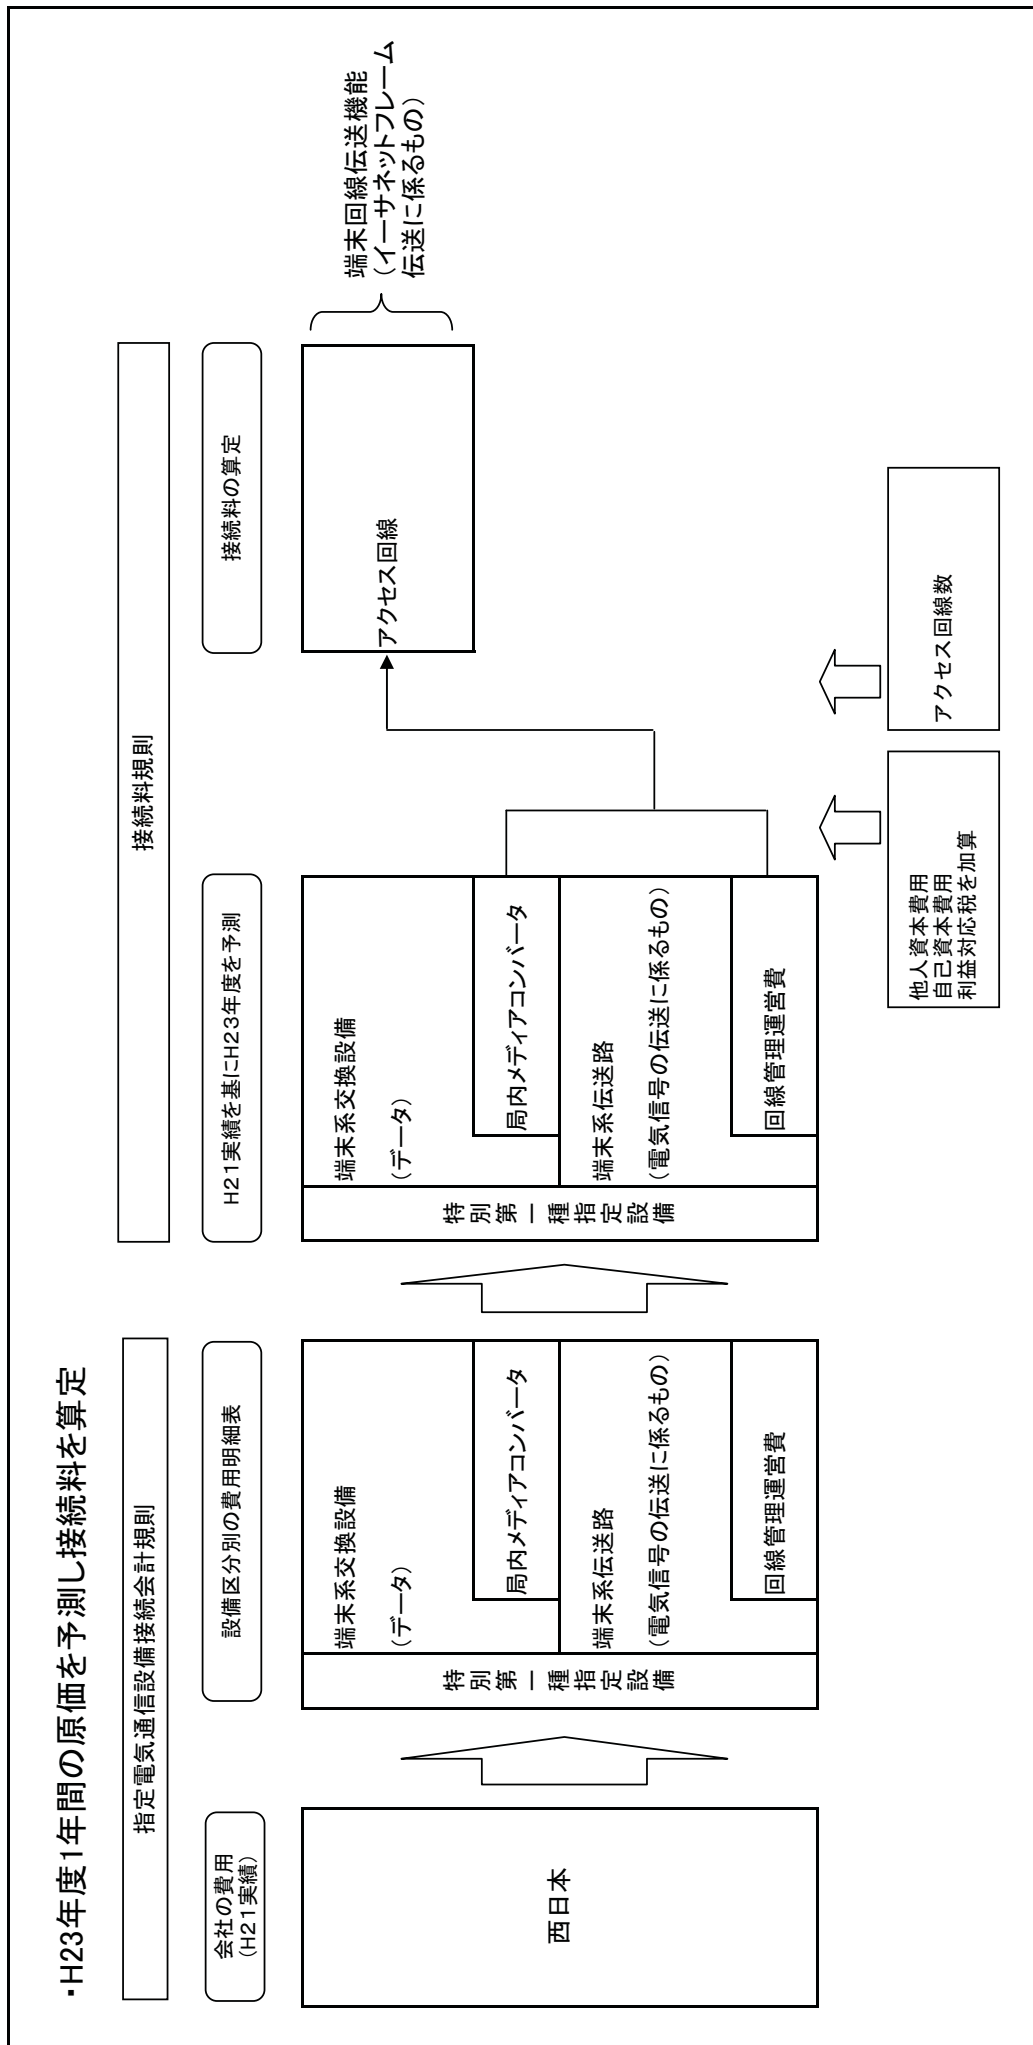 ・H23年度1年間の原価を予測し接続料を算定
指定電気通信設備接続会計規則
接続料規則
会社の費用
（H21実績）
設備区分別の費用明細表
H21実績を基にH23年度を予測
接続料の算定
西日本
特別第一種指定設備
端末系交換設備
（データ）
局内メディアコンバータ
端末系伝送路
（電気信号の伝送に係るもの）
回線管理運営費
特別第一種指定設備
端末系交換設備
（データ）
局内メディアコンバータ
端末系伝送路
（電気信号の伝送に係るもの）
回線管理運営費
アクセス回線
端末回線伝送機能
（イーサネットフレーム
伝送に係るもの）
他人資本費用
自己資本費用
利益対応税を加算
アクセス回線数